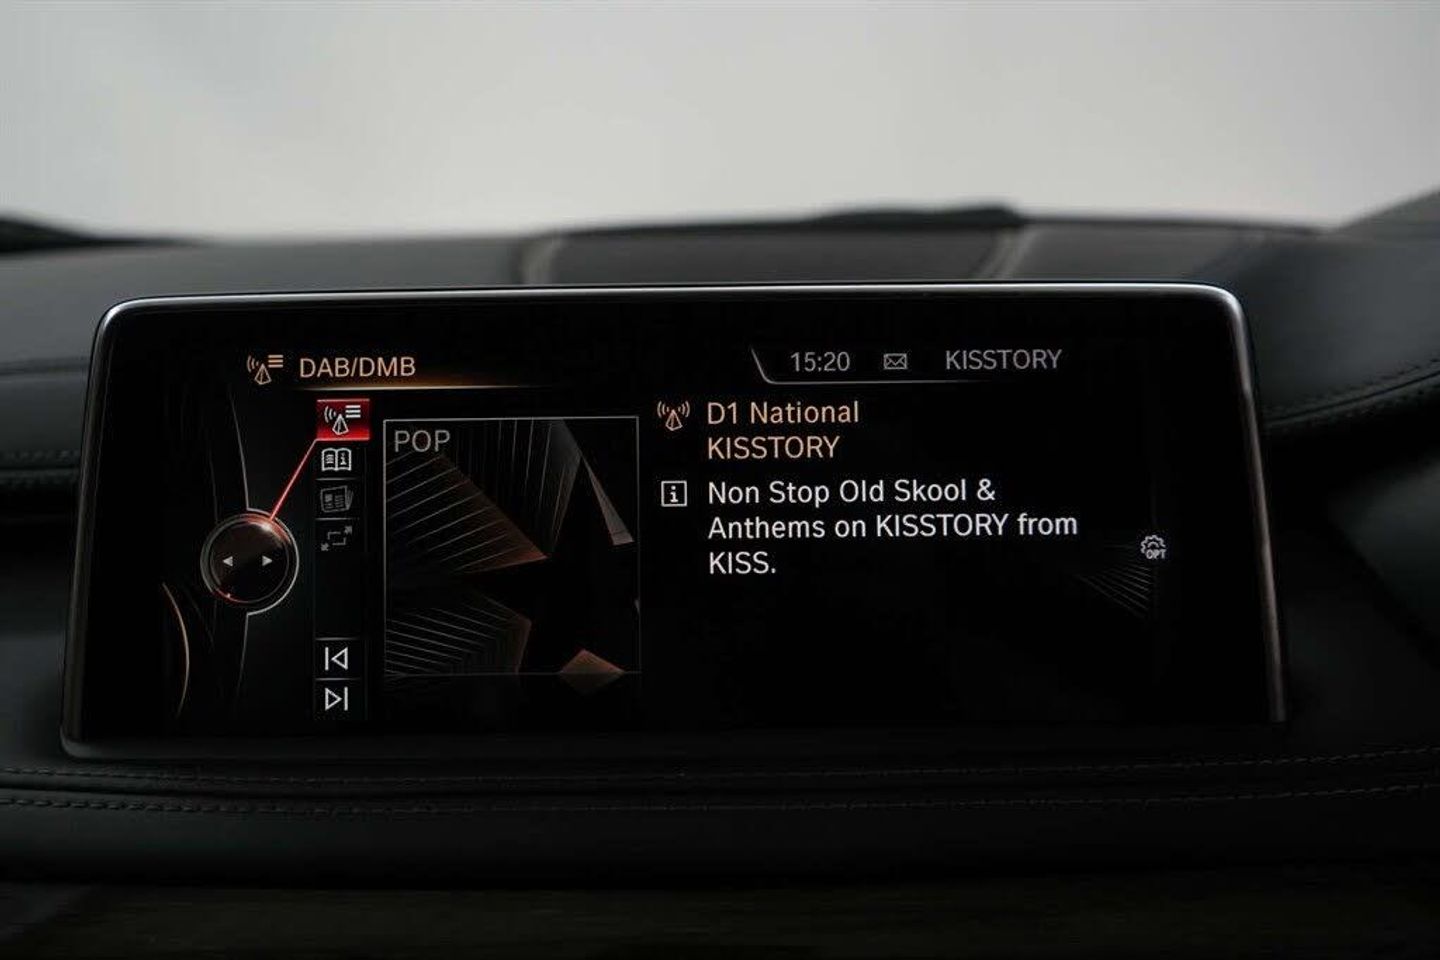 DAB/DMB
15:20 KISSTORY
POP
D1 National
KISSTORY
Non Stop Old Skool &
Anthems on KISSTORY from
KISS.
OPT